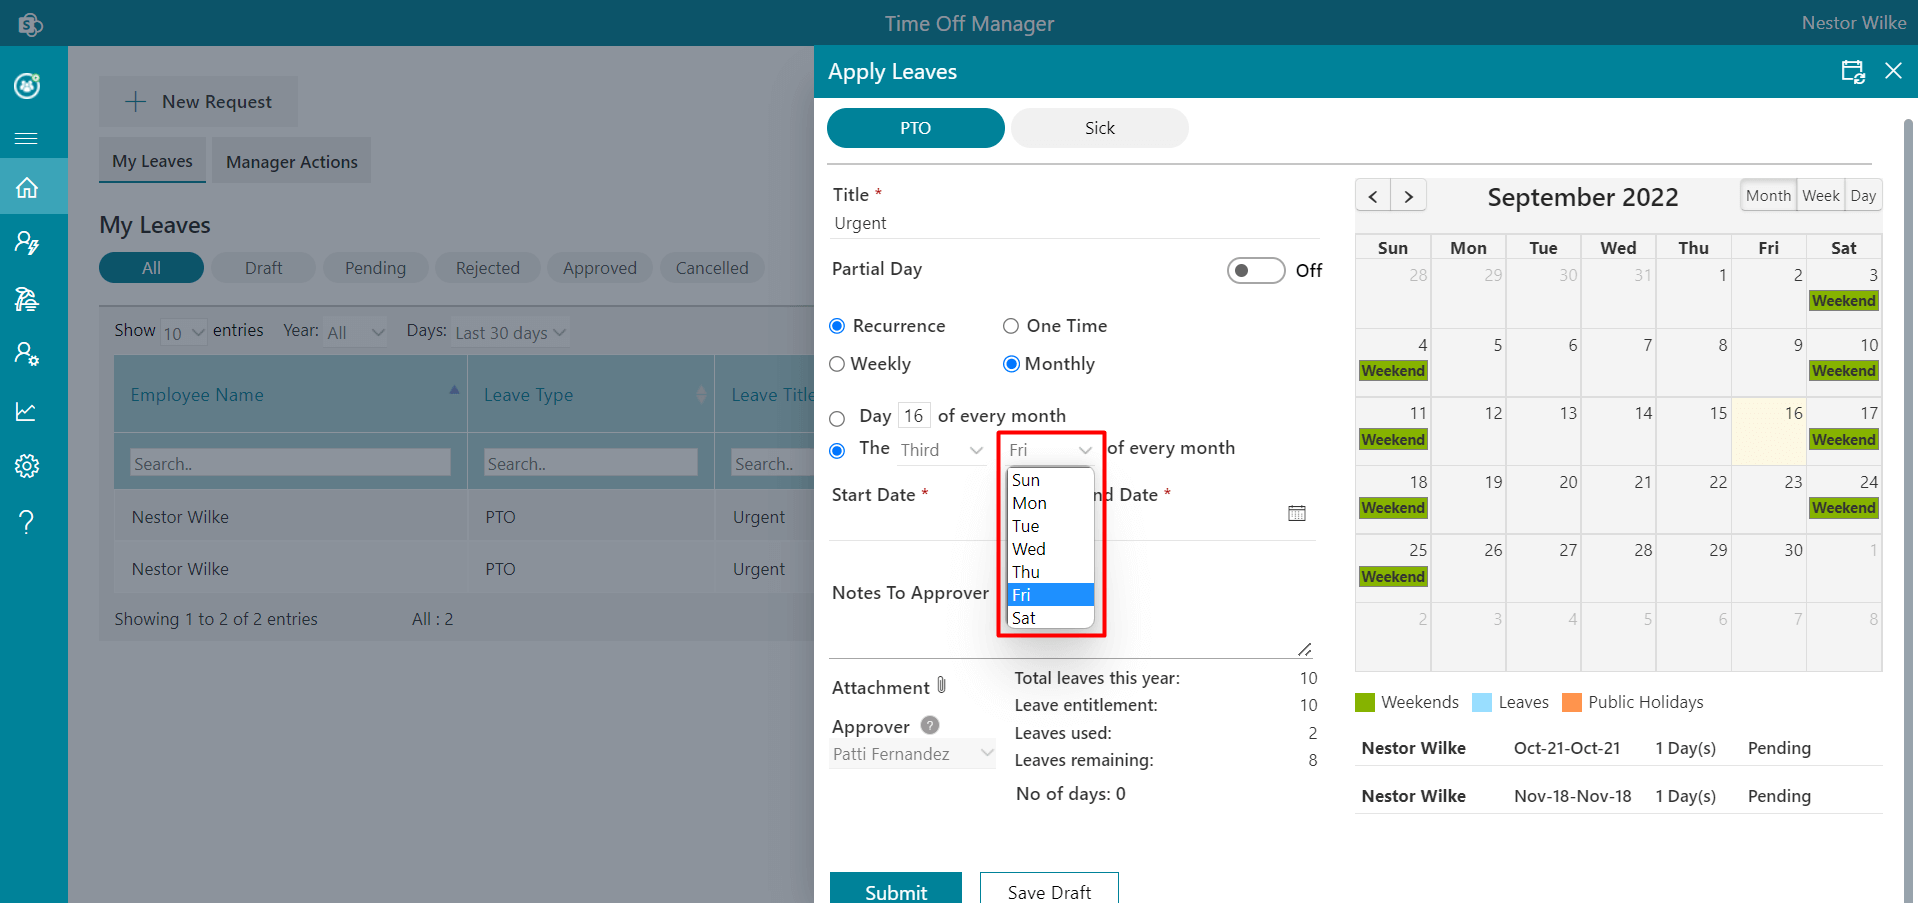 Time Off Manager
Nestor Wilke
New Request
My Leaves
Manager Actions
My Leaves
All
Draft
Pending
Rejected
Approved
Cancelled
Show 10 entries Year: All Days: Last 30 days
Employee Name Leave Type Leave Title
Search.. Search.. Search..
Nestor Wilke PTO Urgent
Nestor Wilke PTO Urgent
Showing 1 to 2 of 2 entries All : 2
Apply Leaves
PTO
Sick
Title *
Urgent
Partial Day Off
Recurrence One Time
Weekly Monthly
Day 16 of every month
The Third Fri of every month
Sun
Mon
Tue
Wed
Thu
Fri
Sat
Start Date * nd Date *
Notes To Approver
Attachment
Approver ?
Patti Fernandez
Total leaves this year: 10
Leave entitlement: 10
Leaves used: 2
Leaves remaining: 8
No of days: 0
Submit
Save Draft
< > September 2022 Month Week Day
Sun Mon Tue Wed Thu Fri Sat
28 29 30 31 1 2 3
Weekend
4 5 6 7 8 9 10
Weekend Weekend
11 12 13 14 15 16 17
Weekend Weekend
18 19 20 21 22 23 24
Weekend Weekend
25 26 27 28 29 30 1
Weekend
2 3 4 5 6 7 8
Weekends Leaves Public Holidays
Nestor Wilke Oct-21-Oct-21 1 Day(s) Pending
Nestor Wilke Nov-18-Nov-18 1 Day(s) Pending